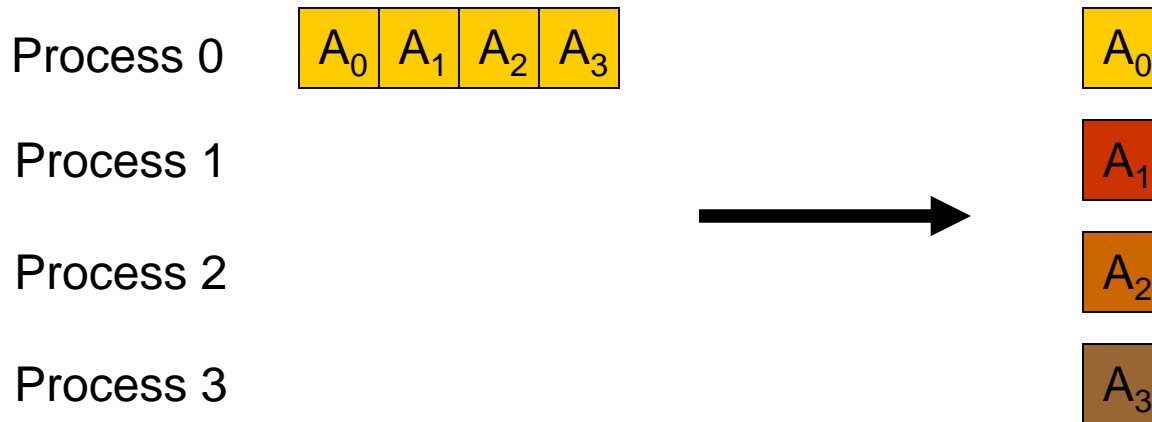 Process 0 A₀ A₁ A₂ A₃ A₀
Process 1 A₁
Process 2 A₂
Process 3 A₃